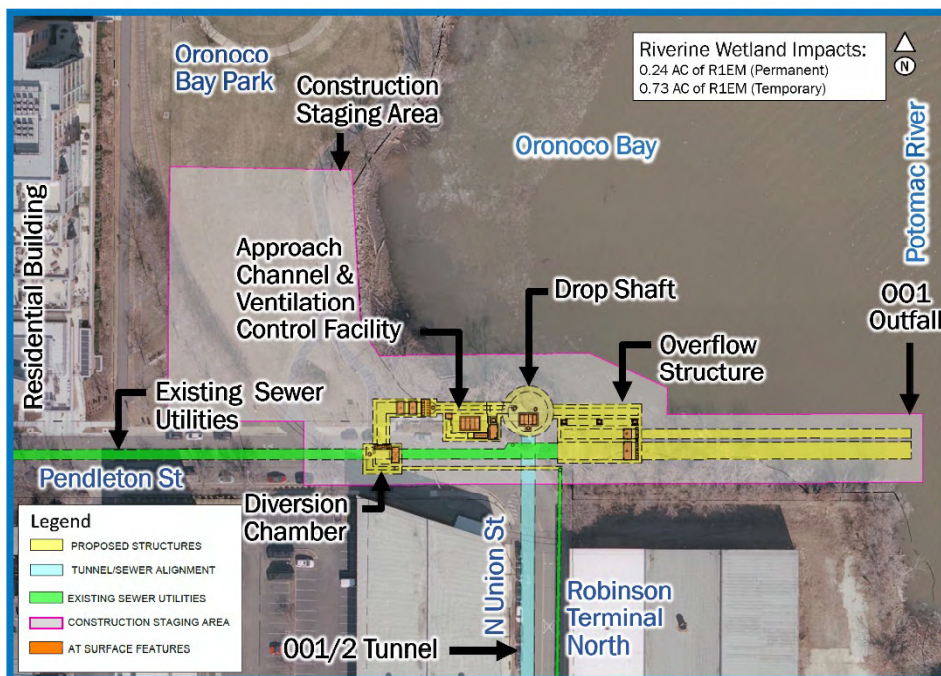 Oronoco
Bay Park
Construction
Staging Area
Riverine Wetland Impacts:
0.24 AC of R1EM (Permanent)
0.73 AC of R1EM (Temporary)
N
Oronoco Bay
Potomac River
Residential Building
Approach
Channel &
Ventilation
Control Facility
Drop Shaft
001
Outfall
Overflow
Structure
Existing Sewer
Utilities
Pendleton St
Diversion
Chamber
N Union St
Robinson
Terminal
North
001/2 Tunnel
Legend
PROPOSED STRUCTURES
TUNNEL/SEWER ALIGNMENT
EXISTING SEWER UTILITIES
CONSTRUCTION STAGING AREA
AT SURFACE FEATURES